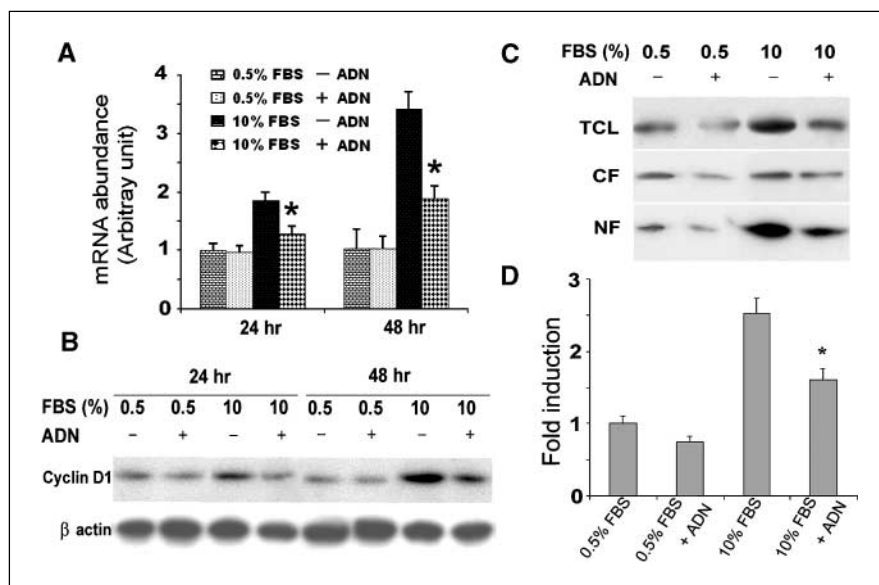 A
mRNA abundance
(Arbitray unit)
4
3
2
1
0
0.5% FBS − ADN
0.5% FBS + ADN
10% FBS − ADN
10% FBS + ADN
*
*
24 hr
48 hr
B
24 hr 48 hr
FBS (%) 0.5 0.5 10 10 0.5 0.5 10 10
ADN − + − + − + − +
Cyclin D1
β actin
C
FBS (%) 0.5 0.5 10 10
ADN − + − +
TCL
CF
NF
D
Fold induction
3
2
1
0
*
0.5% FBS
0.5% FBS
+ ADN
10% FBS
10% FBS
+ ADN